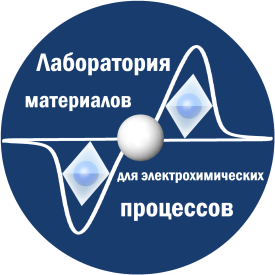 Лаборатория
материалов
для электрохимических
процессов